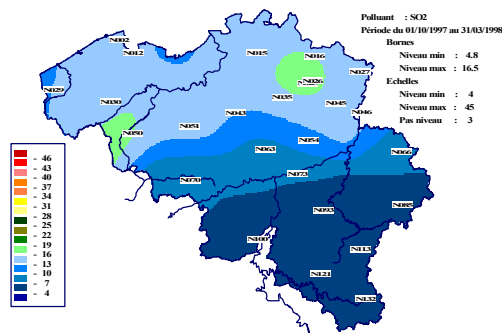 Polluant : SO2
Période du 01/10/1997 au 31/03/1998
Bornes
Niveau min : 4.8
Niveau max : 16.5
Echelles
Niveau min : 4
Niveau max : 45
Pas niveau : 3
N002
N012
N015
N016
N027
N029
N026
N030
N035
N045
N046
N043
N051
N050
N054
N063
N066
N070
N073
N093
N085
N100
N113
N121
N132
- 46
- 43
- 40
- 37
- 34
- 31
- 28
- 25
- 22
- 19
- 16
- 13
- 10
- 7
- 4